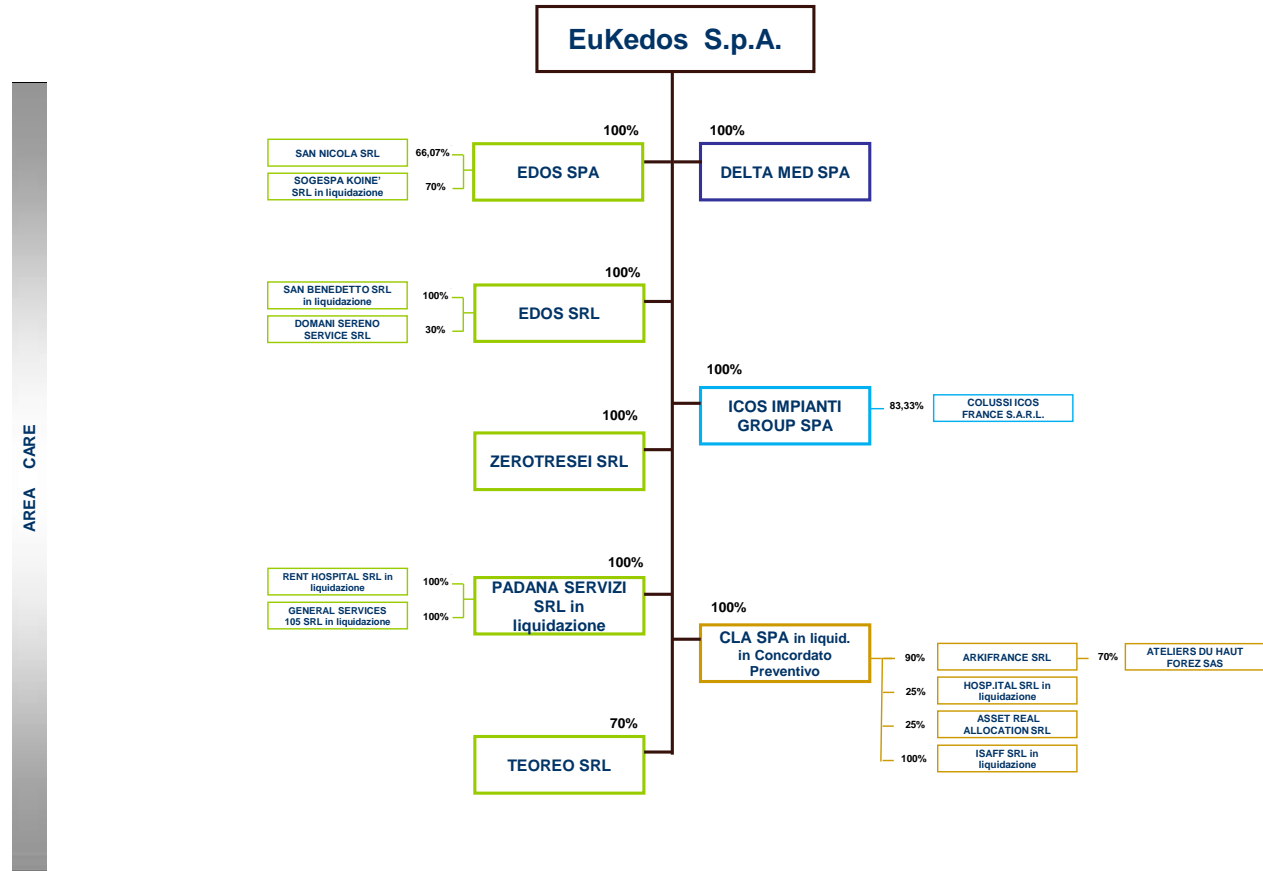 EuKedos S.p.A.
AREA CARE
100%
100%
SAN NICOLA SRL
66,07%
SOGESPA KOINE'
SRL in liquidazione
70%
EDOS SPA
DELTA MED SPA
100%
SAN BENEDETTO SRL
in liquidazione
100%
DOMANI SERENO
SERVICE SRL
30%
EDOS SRL
100%
ICOS IMPIANTI
GROUP SPA
83,33%
COLUSSI ICOS
FRANCE S.A.R.L.
100%
ZEROTRESEI SRL
100%
RENT HOSPITAL SRL in
liquidazione
100%
GENERAL SERVICES
105 SRL in liquidazione
100%
PADANA SERVIZI
SRL in
liquidazione
100%
CLA SPA in liquid.
in Concordato
Preventivo
90%
ARKIFRANCE SRL
70%
ATELIERS DU HAUT
FOREZ SAS
25%
HOSP.ITAL SRL in
liquidazione
25%
ASSET REAL
ALLOCATION SRL
100%
ISAFF SRL in
liquidazione
70%
TEOREO SRL